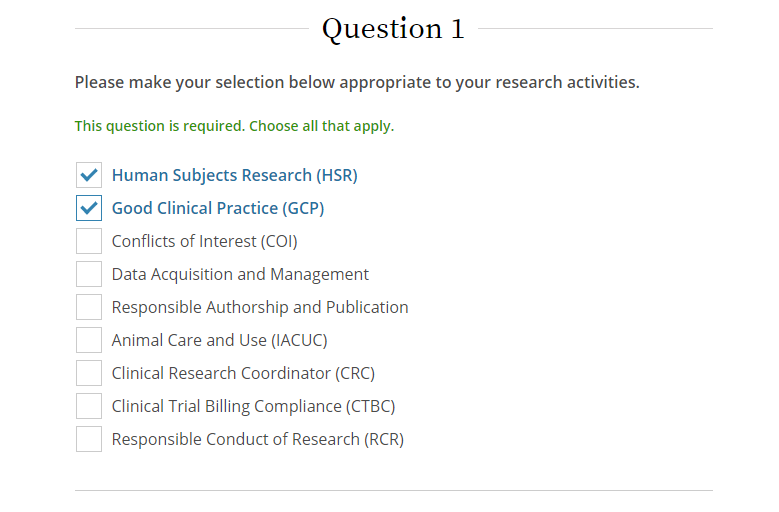 Question 1
Please make your selection below appropriate to your research activities.
This question is required. Choose all that apply.
Human Subjects Research (HSR)
Good Clinical Practice (GCP)
Conflicts of Interest (COI)
Data Acquisition and Management
Responsible Authorship and Publication
Animal Care and Use (IACUC)
Clinical Research Coordinator (CRC)
Clinical Trial Billing Compliance (CTBC)
Responsible Conduct of Research (RCR)